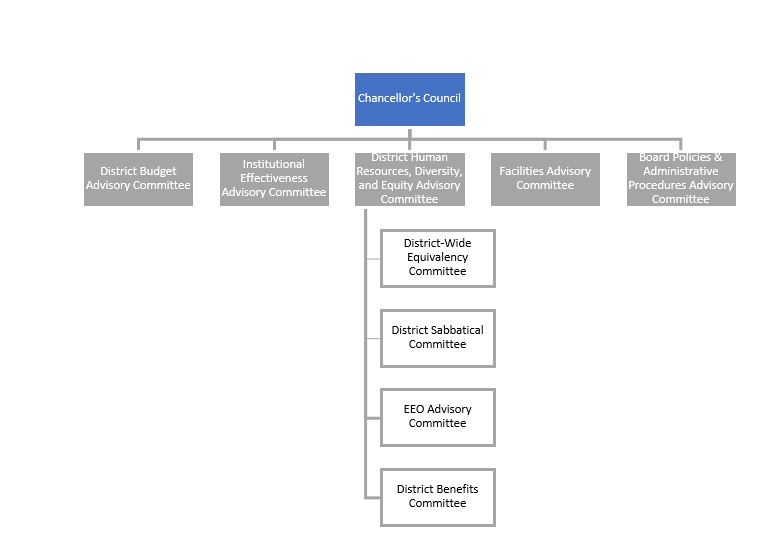 Chancellor's Council
District Budget
Advisory Committee
Institutional
Effectiveness
Advisory Committee
District Human
Resources, Diversity,
and Equity Advisory
Committee
Facilities Advisory
Committee
Board Policies &
Administrative
Procedures Advisory
Committee
District-Wide
Equivalency
Committee
District Sabbatical
Committee
EEO Advisory
Committee
District Benefits
Committee